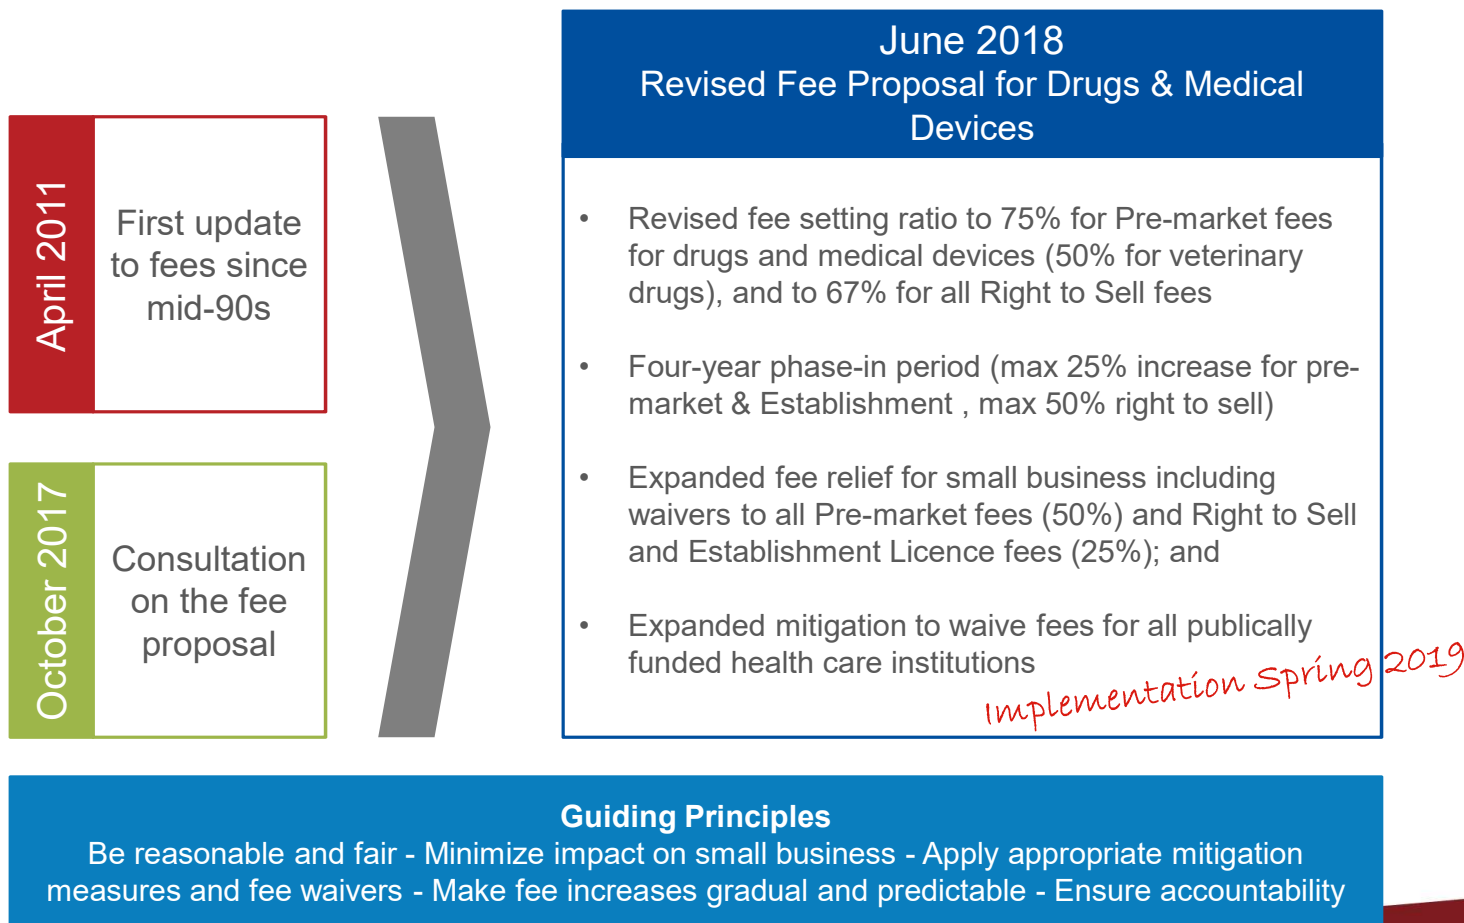 April 2011
First update
to fees since
mid-90s
October 2017
Consultation
on the fee
proposal
June 2018
Revised Fee Proposal for Drugs & Medical
Devices
• Revised fee setting ratio to 75% for Pre-market fees
for drugs and medical devices (50% for veterinary
drugs), and to 67% for all Right to Sell fees
• Four-year phase-in period (max 25% increase for pre-
market & Establishment , max 50% right to sell)
• Expanded fee relief for small business including
waivers to all Pre-market fees (50%) and Right to Sell
and Establishment Licence fees (25%); and
• Expanded mitigation to waive fees for all publically
funded health care institutions
Implementation Spring 2019
Guiding Principles
Be reasonable and fair - Minimize impact on small business - Apply appropriate mitigation
measures and fee waivers - Make fee increases gradual and predictable - Ensure accountability